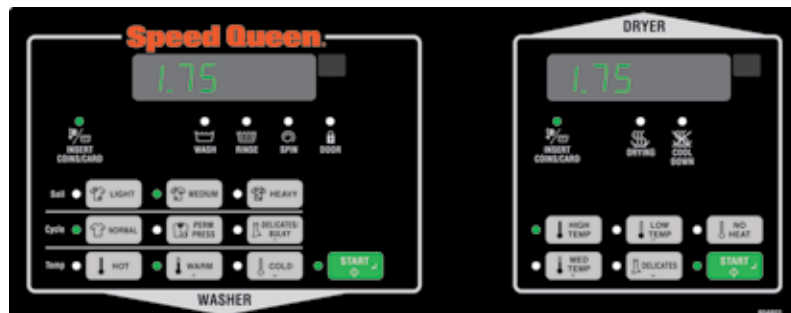 DRYER
Speed Queen.
1.75
1.75
INSERT
COINS/CARD
WASH
RINSE
SPIN
DOOR
INSERT
COINS/CARD
DRYING
COOL
DOWN
Soil
LIGHT
MEDIUM
HEAVY
Cycle
NORMAL
PERM
PRESS
DELICATES/
BULKY
HIGH
TEMP
LOW
TEMP
NO
HEAT
Temp
HOT
WARM
COLD
START
MED
TEMP
DELICATES
START
WASHER